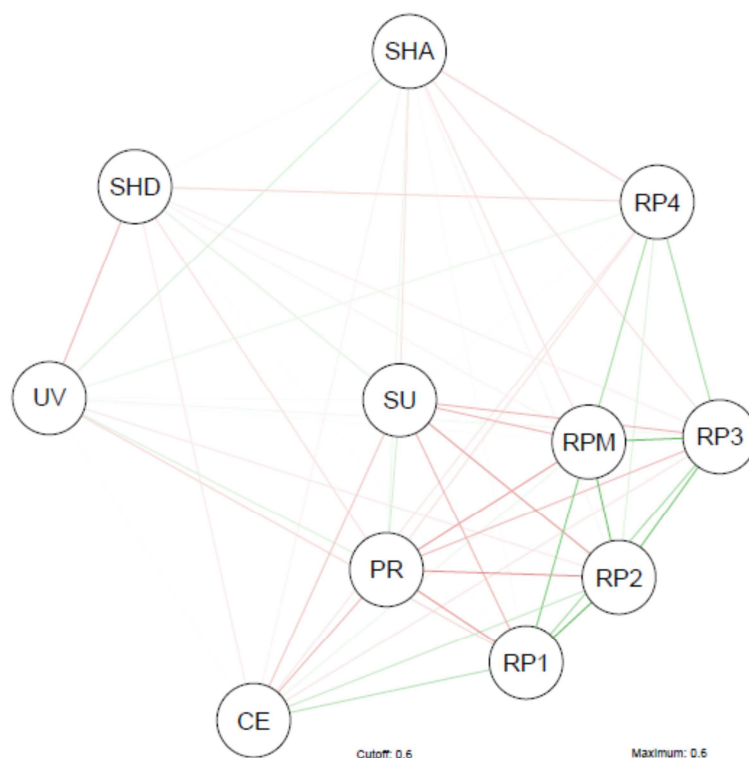 SHA
SHD
RP4
UV
SU
RPM
RP3
PR
RP2
RP1
CE
Cutoff: 0.6
Maximum: 0.6